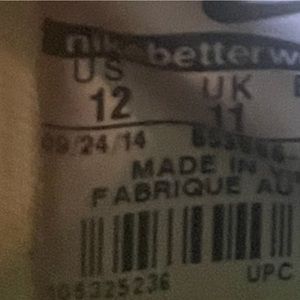 nike betterw
US UK
12 11
09/24/14
MADE IN
FABRIQUE AU
UPC